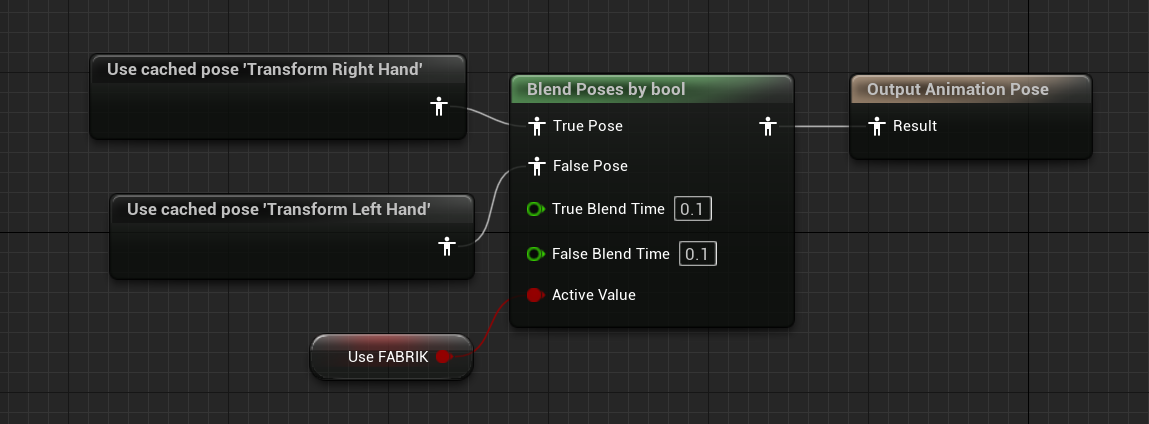 Use cached pose 'Transform Right Hand'
Blend Poses by bool
True Pose
False Pose
True Blend Time 0.1
False Blend Time 0.1
Active Value
Output Animation Pose
Result
Use cached pose 'Transform Left Hand'
Use FABRIK